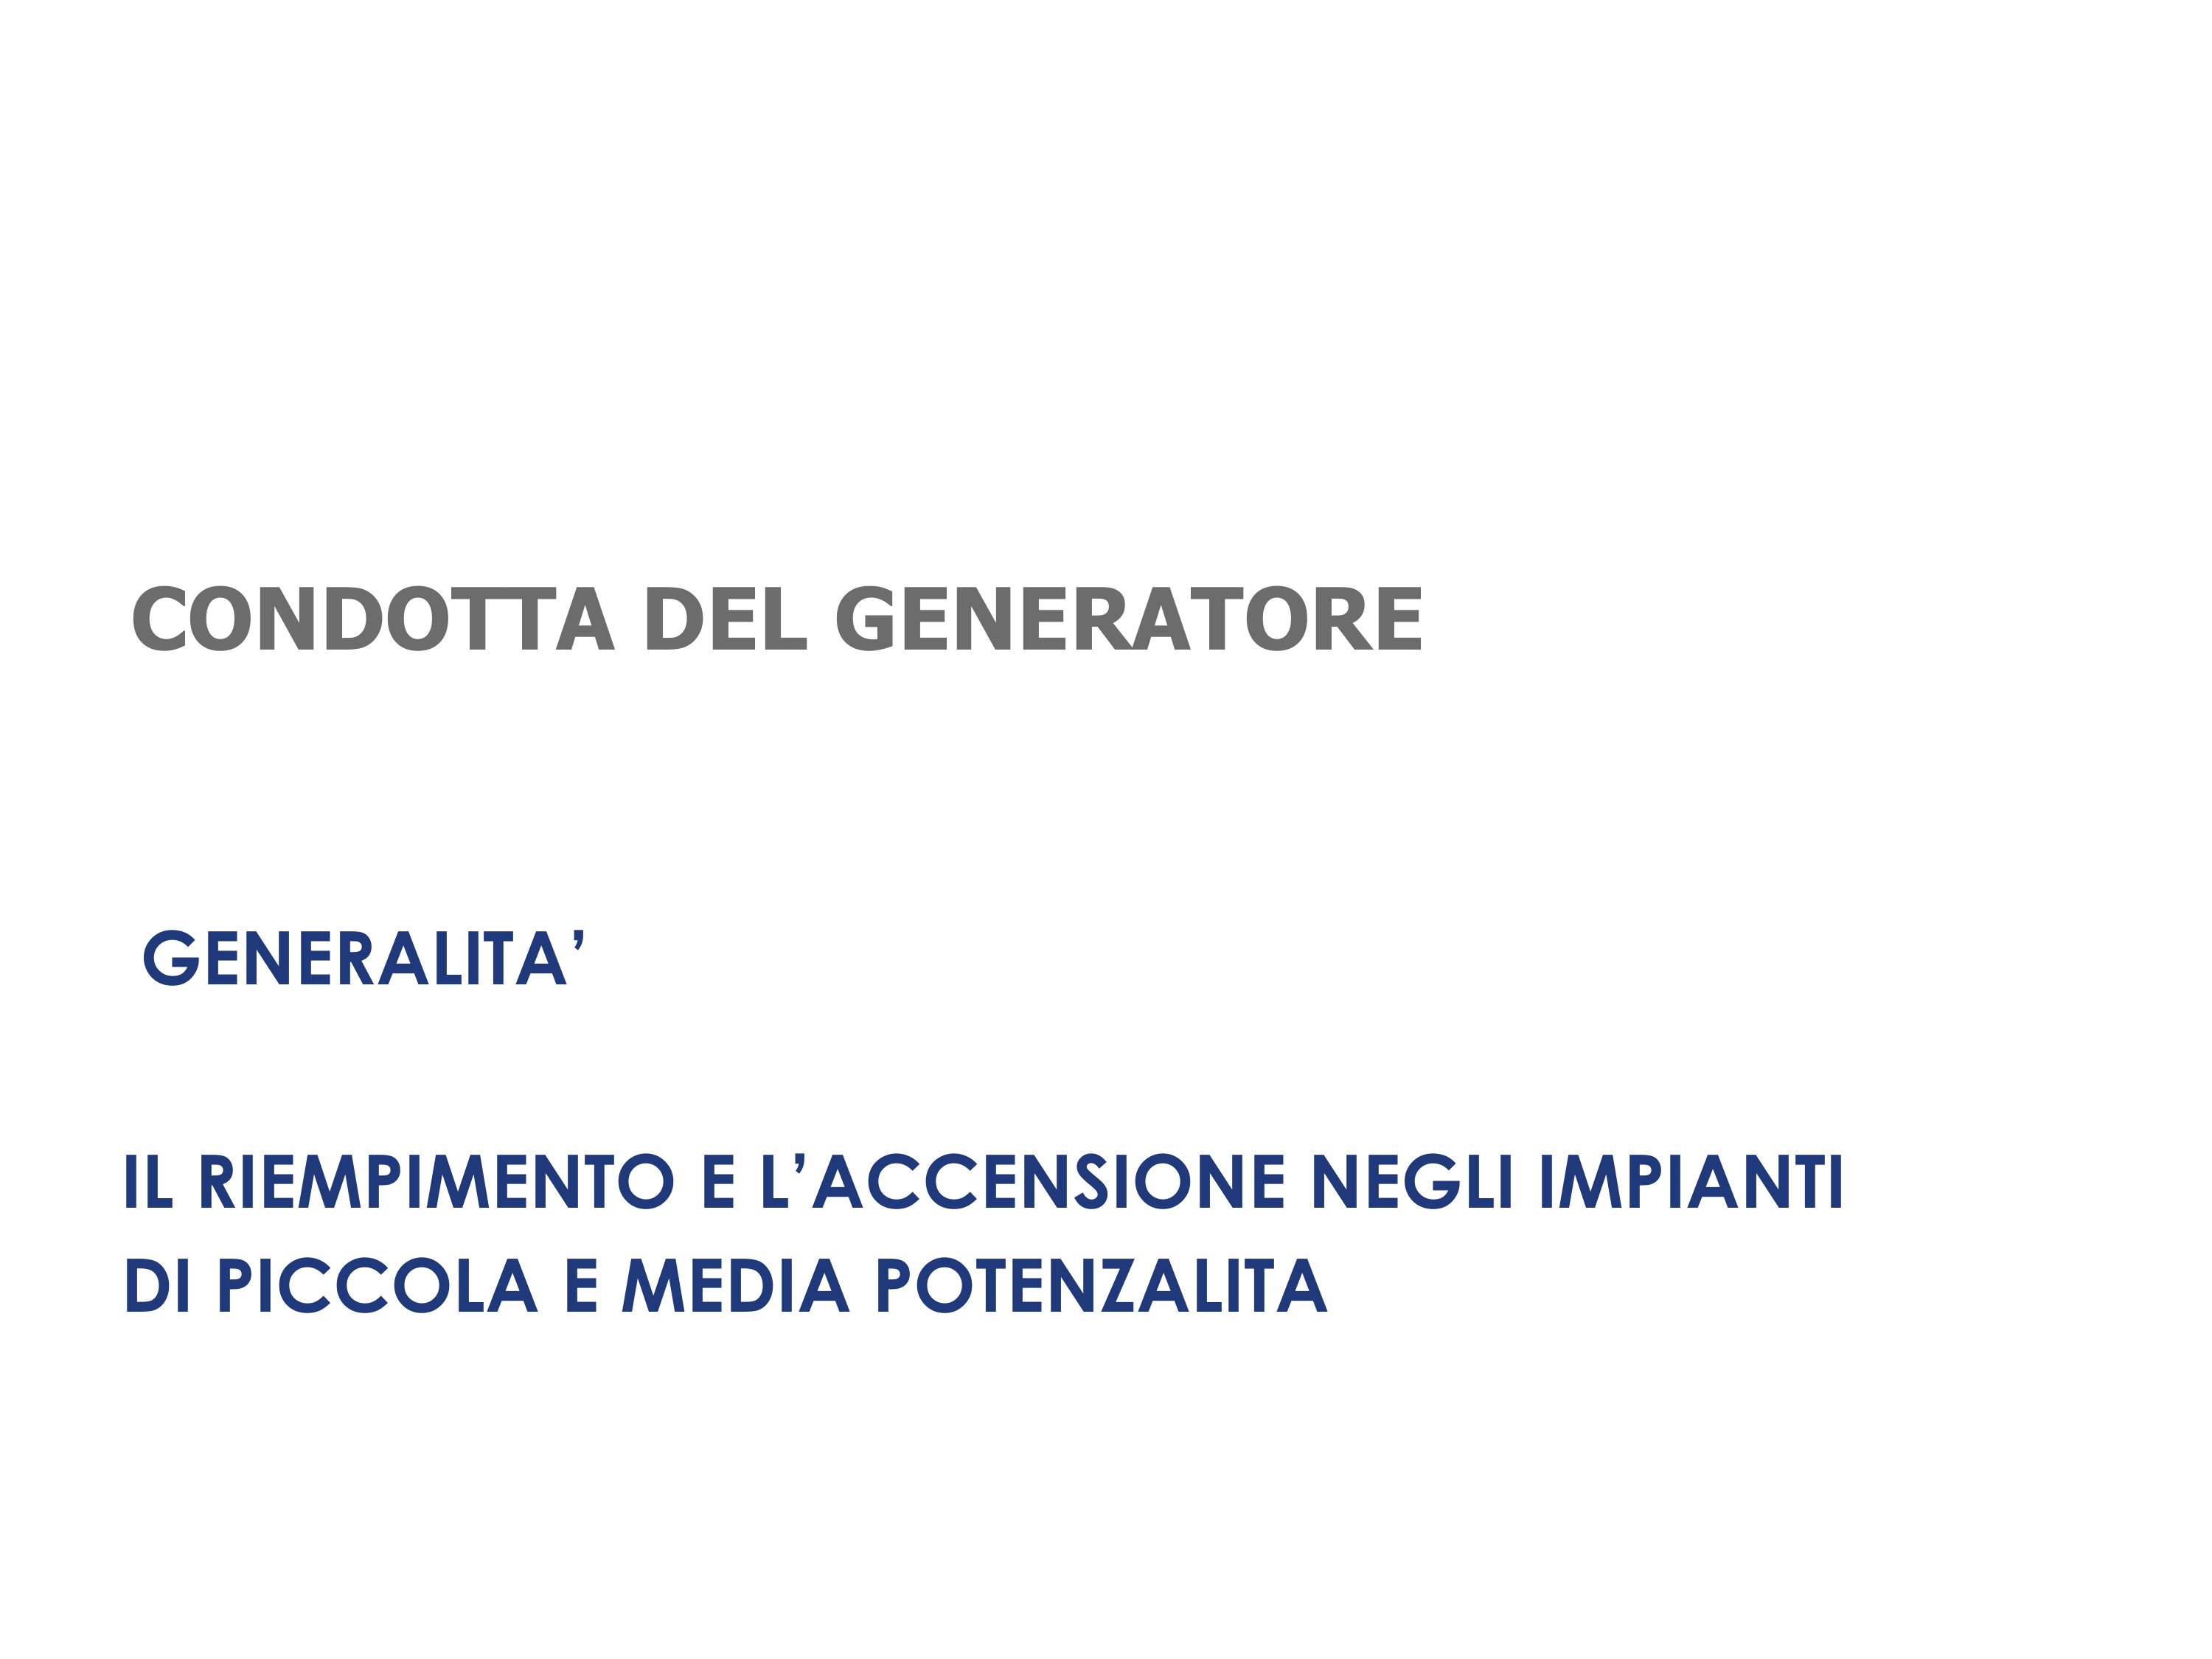 CONDOTTA DEL GENERATORE
GENERALITA’
IL RIEMPIMENTO E L’ACCENSIONE NEGLI IMPIANTI
DI PICCOLA E MEDIA POTENZALITA